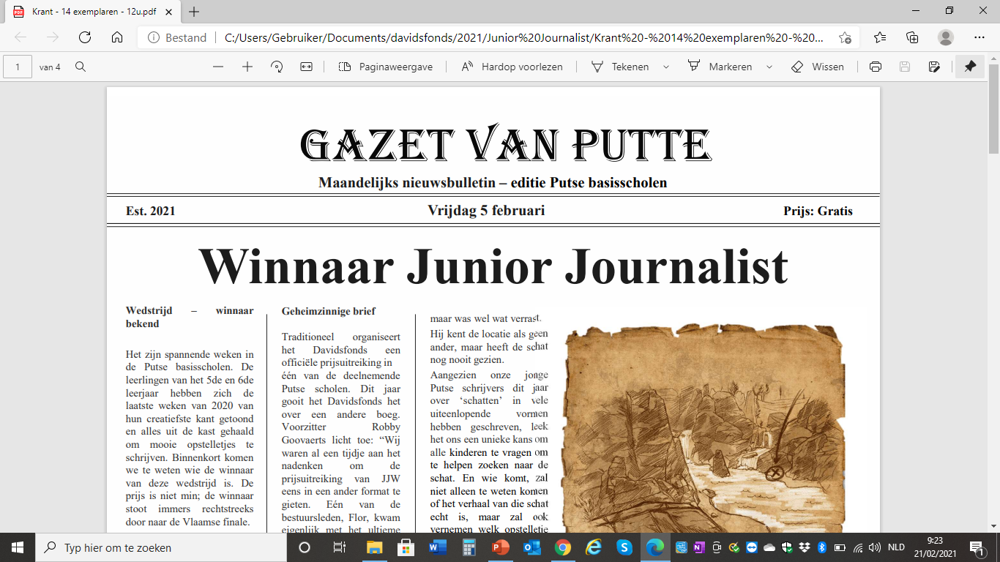 Krant - 14 exemplaren - 12u.pdf
Bestand
C:/Users/Gebruiker/Documents/davidsfonds/2021/Junior%20Journalist/Krant%20-%2014%20exemplaren%20-%20...
1
van 4
Paginaweergave
Hardop voorlezen
Tekenen
Markeren
Wissen
GAZET VAN PUTTE
Maandelijks nieuwsbulletin – editie Putse basisscholen
Est. 2021
Vrijdag 5 februari
Prijs: Gratis
Winnaar Junior Journalist
Wedstrijd – winnaar
bekend
Het zijn spannende weken in
de Putse basisscholen. De
leerlingen van het 5de en 6de
leerjaar hebben zich de
laatste weken van 2020 van
hun creatiefste kant getoond
en alles uit de kast gehaald
om mooie opstelletjes te
schrijven. Binnenkort komen
we te weten wie de winnaar
van deze wedstrijd is. De
prijs is niet min; de winnaar
stoot immers rechtstreeks
door naar de Vlaamse finale.
Geheimzinnige brief
Traditioneel organiseert
het Davidsfonds een
officiële prijsuitreiking in
één van de deelnemende
Putse scholen. Dit jaar
gooit het Davidsfonds het
over een andere boeg.
Voorzitter Robby
Goovaerts licht toe: “Wij
waren al een tijdje aan het
nadenken om de
prijsuitreiking van JJW
eens in een ander format te
gieten. Eén van de
bestuursleden, Flor, kwam
eigenlijk met het ultieme
maar was wel wat verrast.
Hij kent de locatie als geen
ander, maar heeft de schat
nog nooit gezien.
Aangezien onze jonge
Putse schrijvers dit jaar
over ‘schatten’ in vele
uiteenlopende vormen
hebben geschreven, leek
het ons een unieke kans om
alle kinderen te vragen om
te helpen zoeken naar de
schat. En wie komt, zal
niet alleen te weten komen
of het verhaal van die schat
echt is, maar zal ook
vernemen welk opstelletje
Typ hier om te zoeken
NLD
9:23
21/02/2021
1